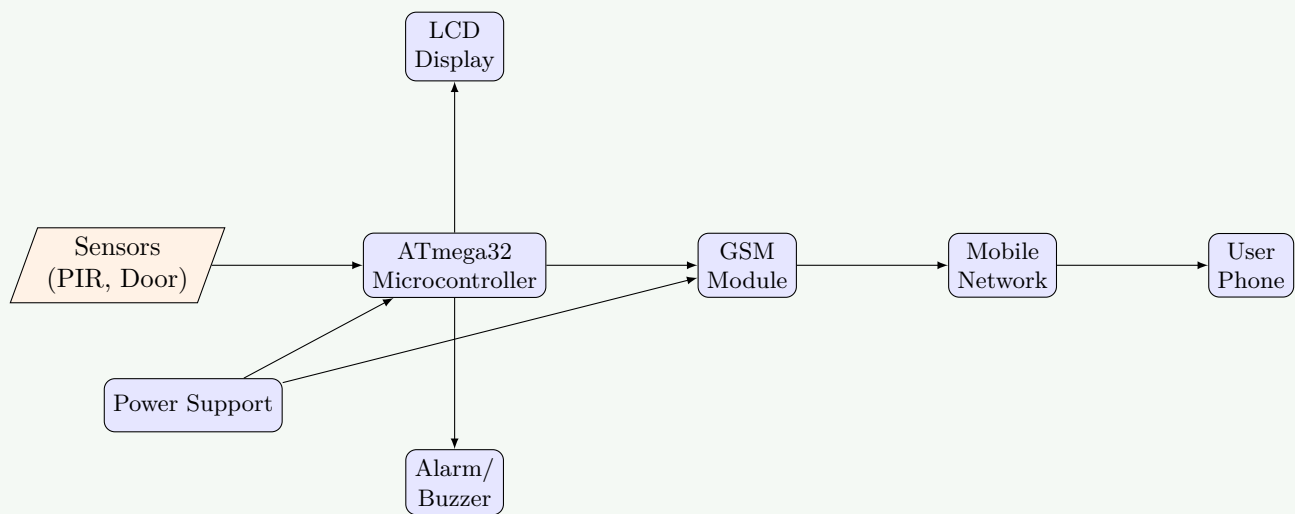 LCD
Display
Sensors
(PIR, Door)
ATmega32
Microcontroller
GSM
Module
Mobile
Network
User
Phone
Power Support
Alarm/
Buzzer